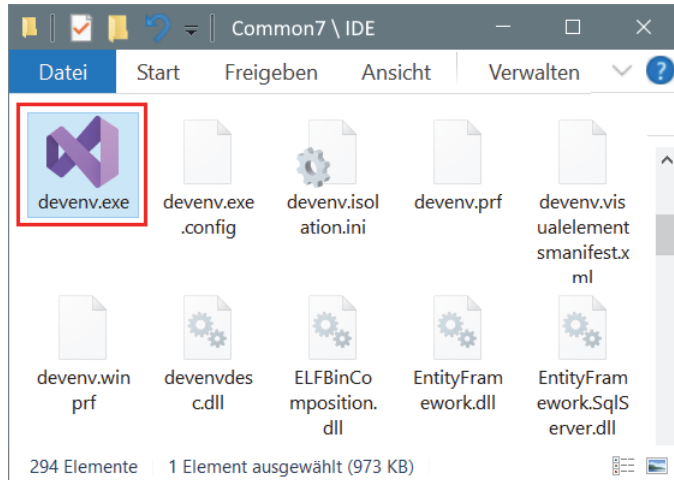 Common7 \ IDE
Datei Start Freigeben Ansicht Verwalten ?
devenv.exe
devenv.exe
.config
devenv.isol
ation.ini
devenv.prf
devenv.vis
ualelement
smanifest.x
ml
devenv.win
prf
devenvdes
c.dll
ELFBinCo
mposition.
dll
EntityFram
ework.dll
EntityFram
ework.SqlS
erver.dll
294 Elemente 1 Element ausgewählt (973 KB)